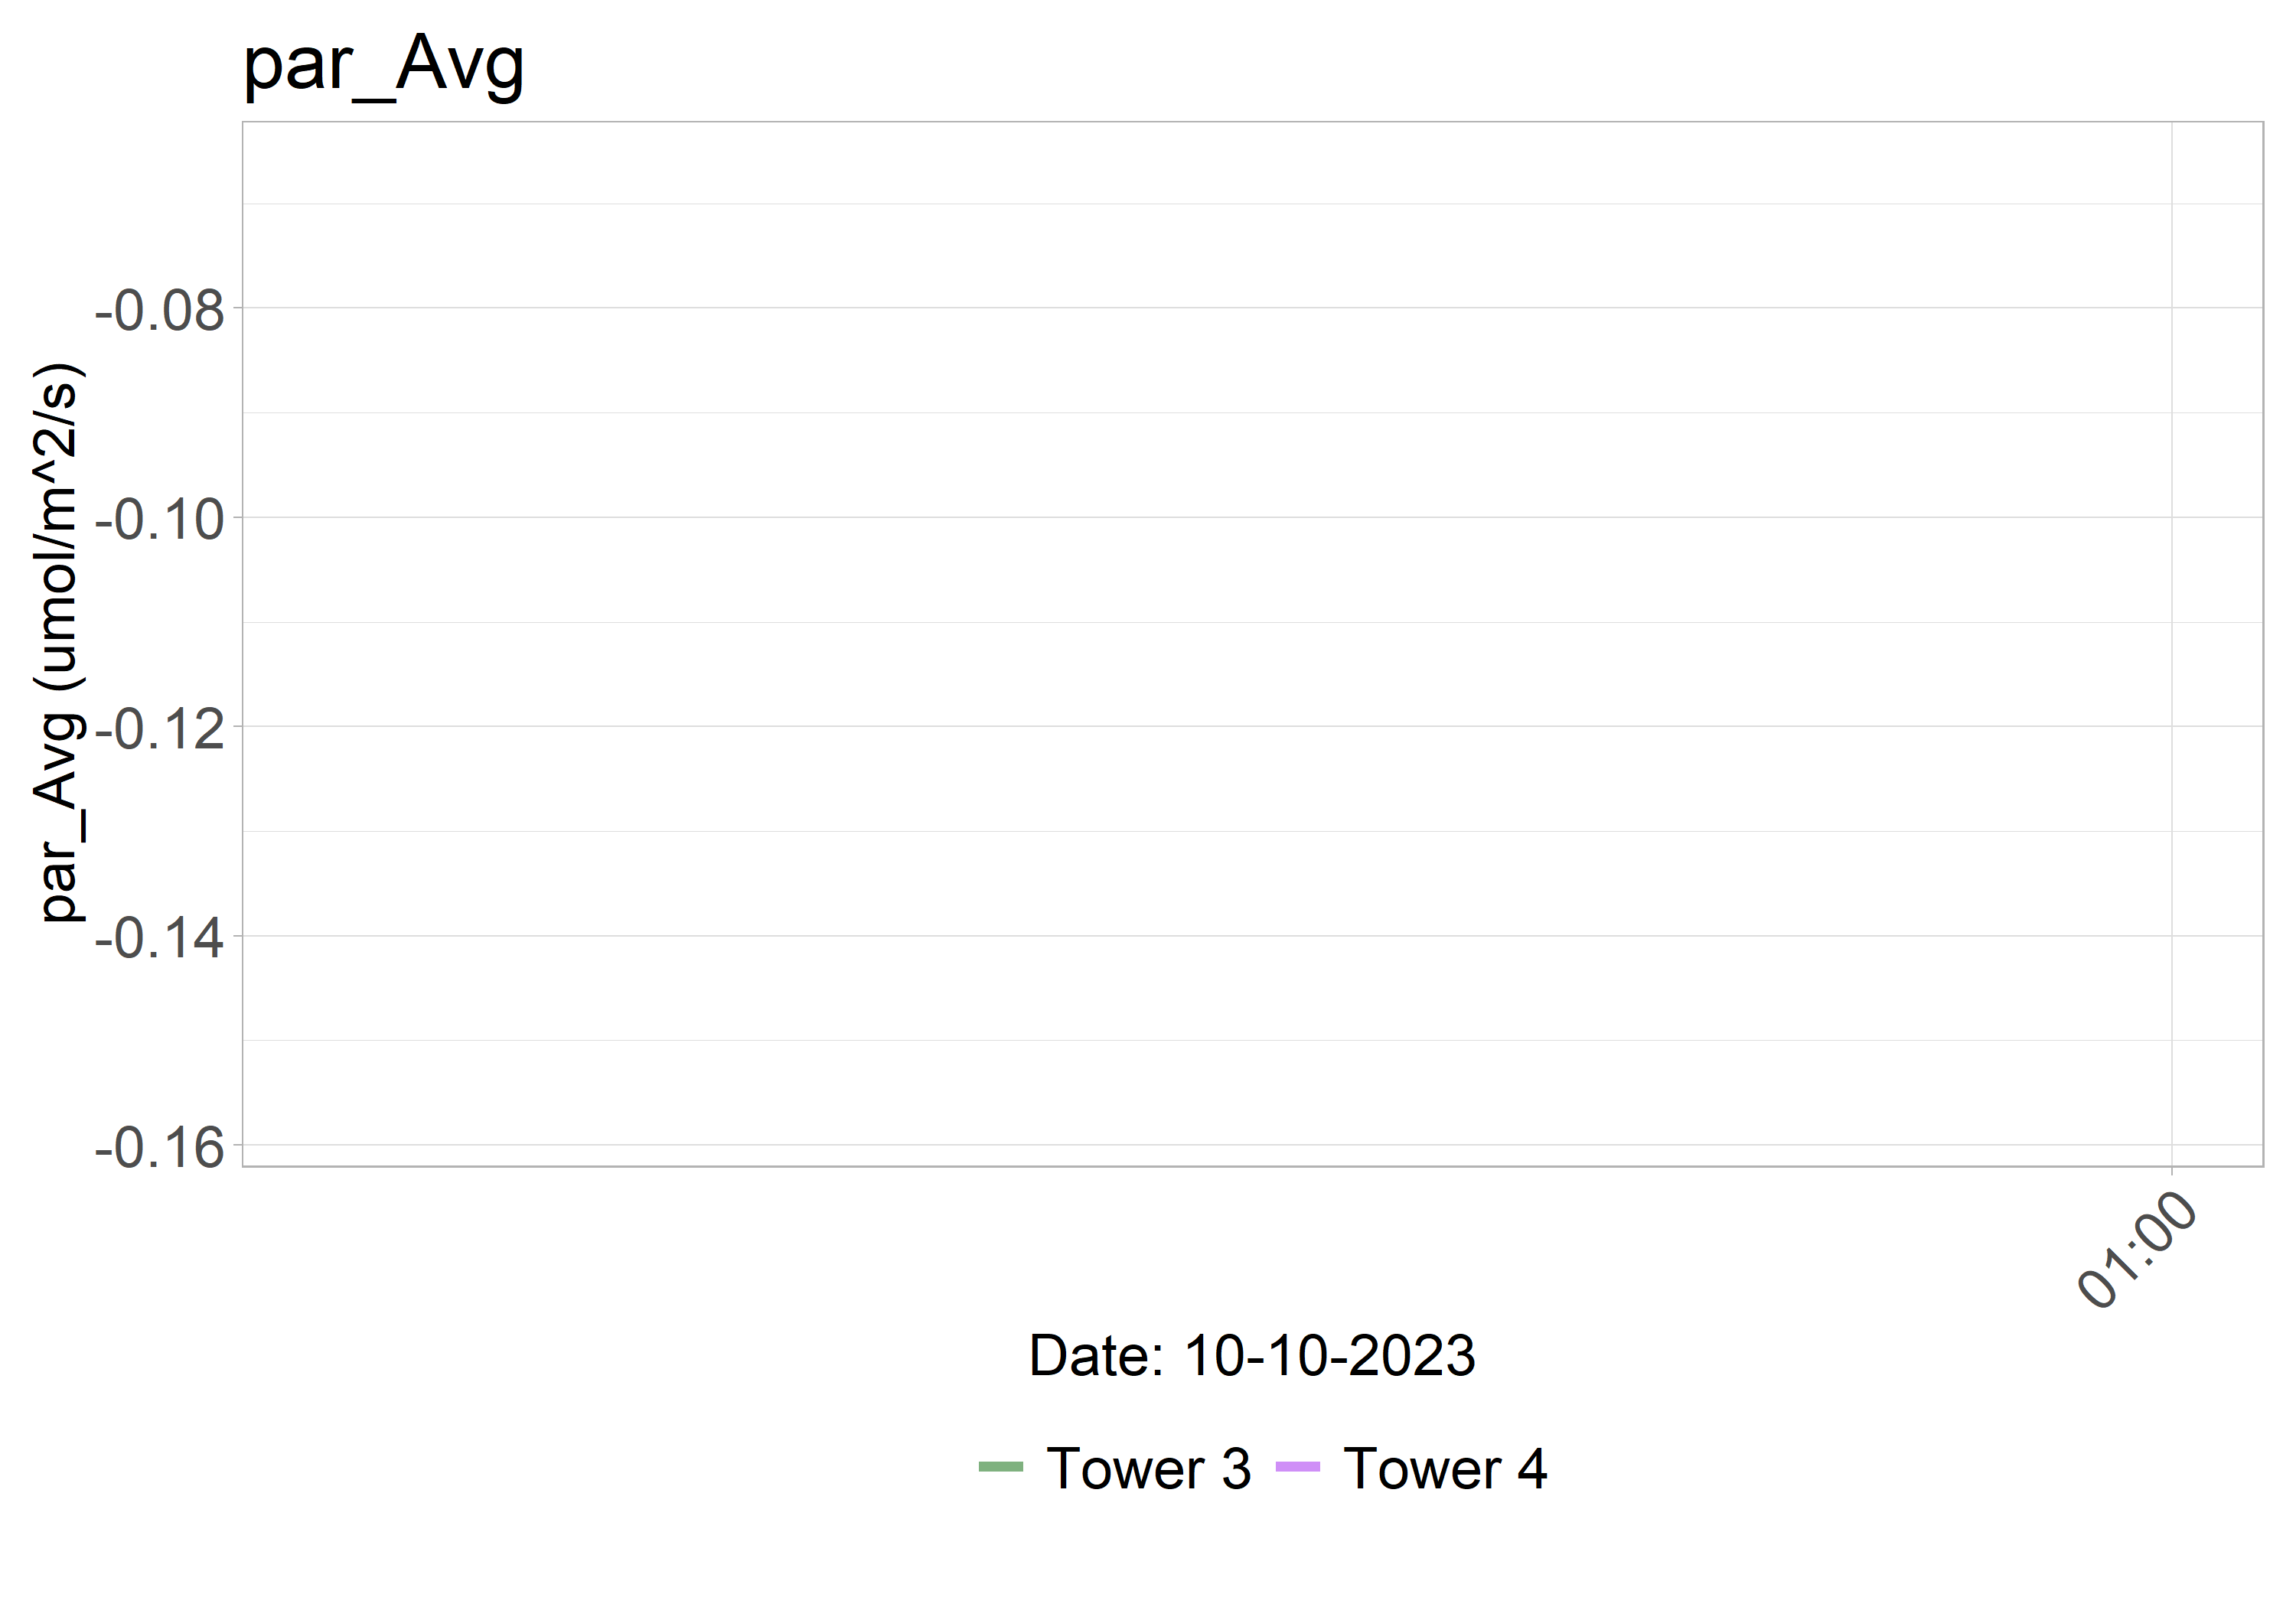 par_Avg
par_Avg (umol/m^2/s)
-0.08
-0.10
-0.12
-0.14
-0.16
01:00
Date: 10-10-2023
Tower 3 Tower 4